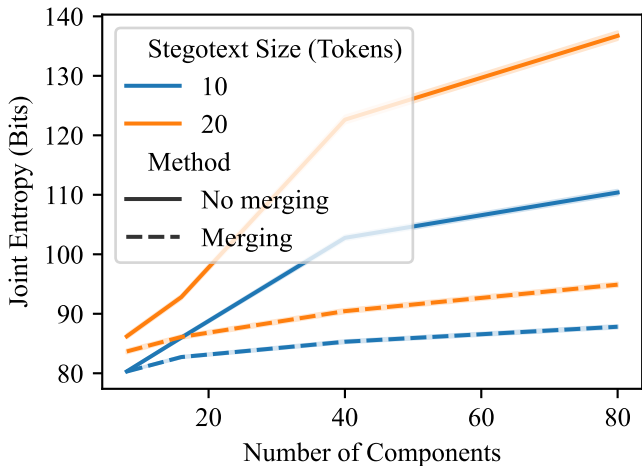 140
130
120
110
100
90
80
Joint Entropy (Bits)
Stegotext Size (Tokens)
10
20
Method
No merging
Merging
20
40
60
80
Number of Components